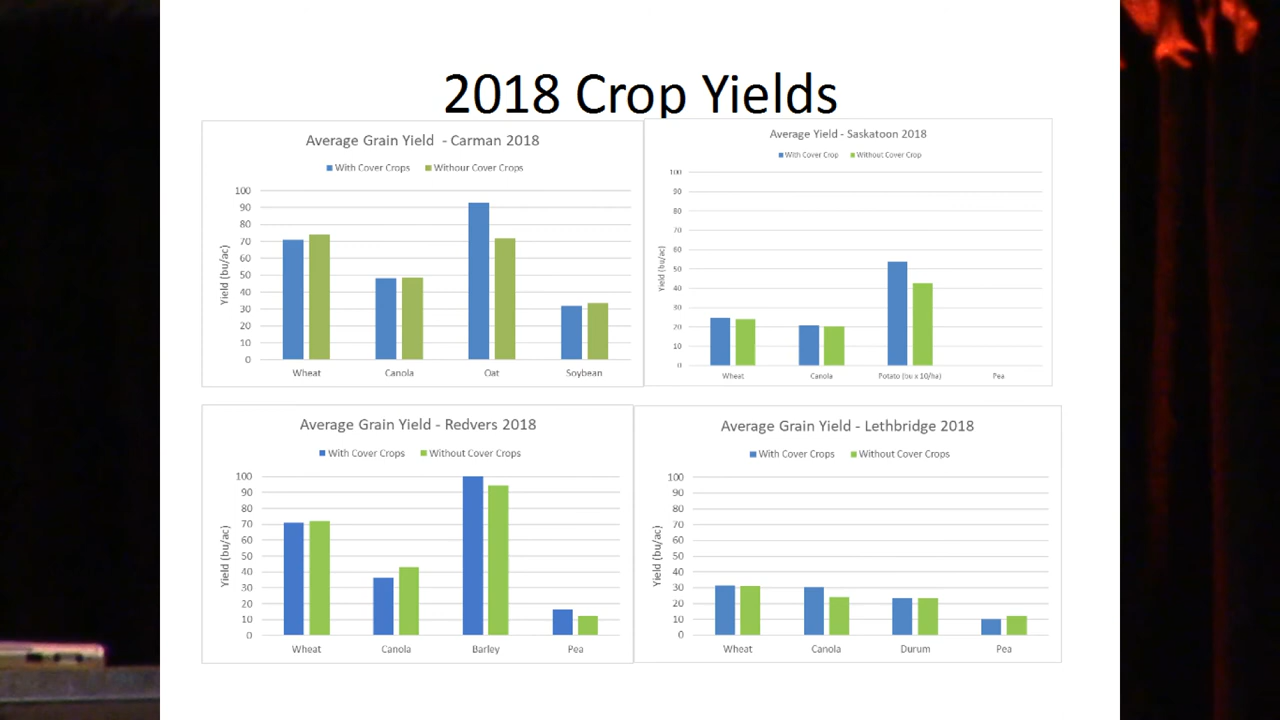 2018 Crop Yields
Average Grain Yield - Carman 2018
With Cover Crops Withour Cover Crops
100
90
80
70
60
50
40
30
20
10
0
Yield (bu/ac)
Wheat Canola Oat Soybean
Average Yield - Saskatoon 2018
With Cover Crop Without Cover Crop
100
90
80
70
60
50
40
30
20
10
0
Yield (bu/ac)
Wheat Canola Potato (bu x 10/ha) Pea
Average Grain Yield - Redvers 2018
With Cover Crops Without Cover Crops
100
90
80
70
60
50
40
30
20
10
0
Yield (bu/ac)
Wheat Canola Barley Pea
Average Grain Yield - Lethbridge 2018
With Cover Crops Without Cover Crops
100
90
80
70
60
50
40
30
20
10
0
Yield (bu/ac)
Wheat Canola Durum Pea